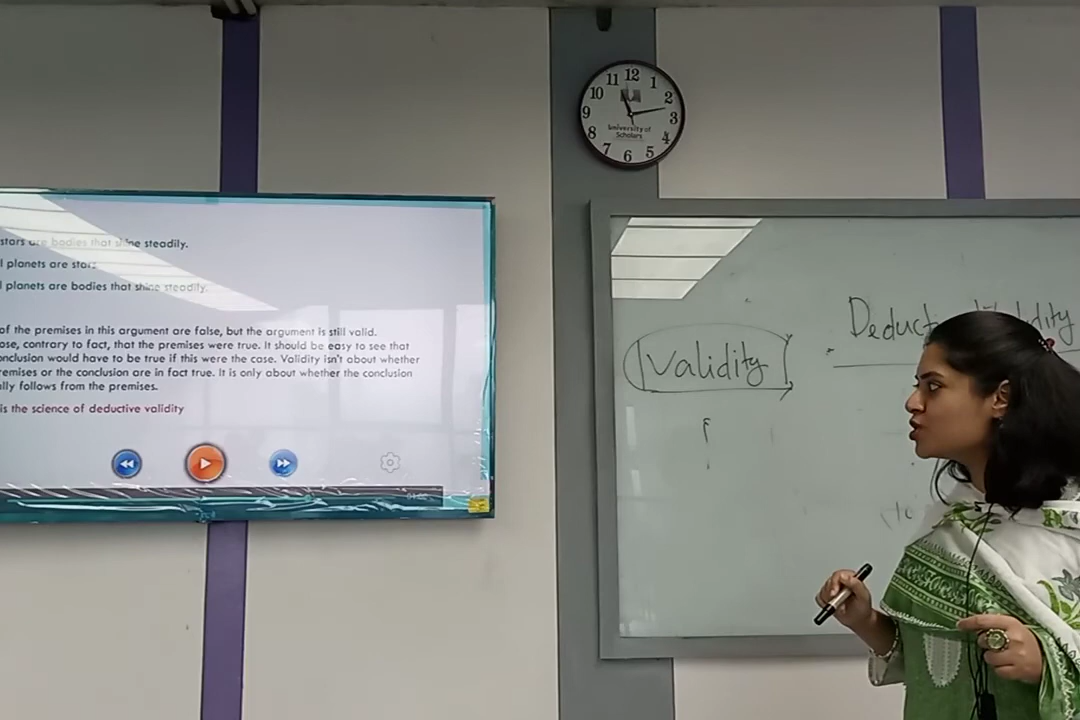 stars are bodies that shine steadily.
l planets are stars
l planets are bodies that shine steadily.
of the premises in this argument are false, but the argument is still valid.
ose, contrary to fact, that the premises were true. It should be easy to see that
onclusion would have to be true if this were the case. Validity isn't about whether
remises or the conclusion are in fact true. It is only about whether the conclusion
ally follows from the premises.
is the science of deductive validity
12
11 1
10 2
9 3
8 4
7 5
6
University of
Scholars
Validity
Deduct